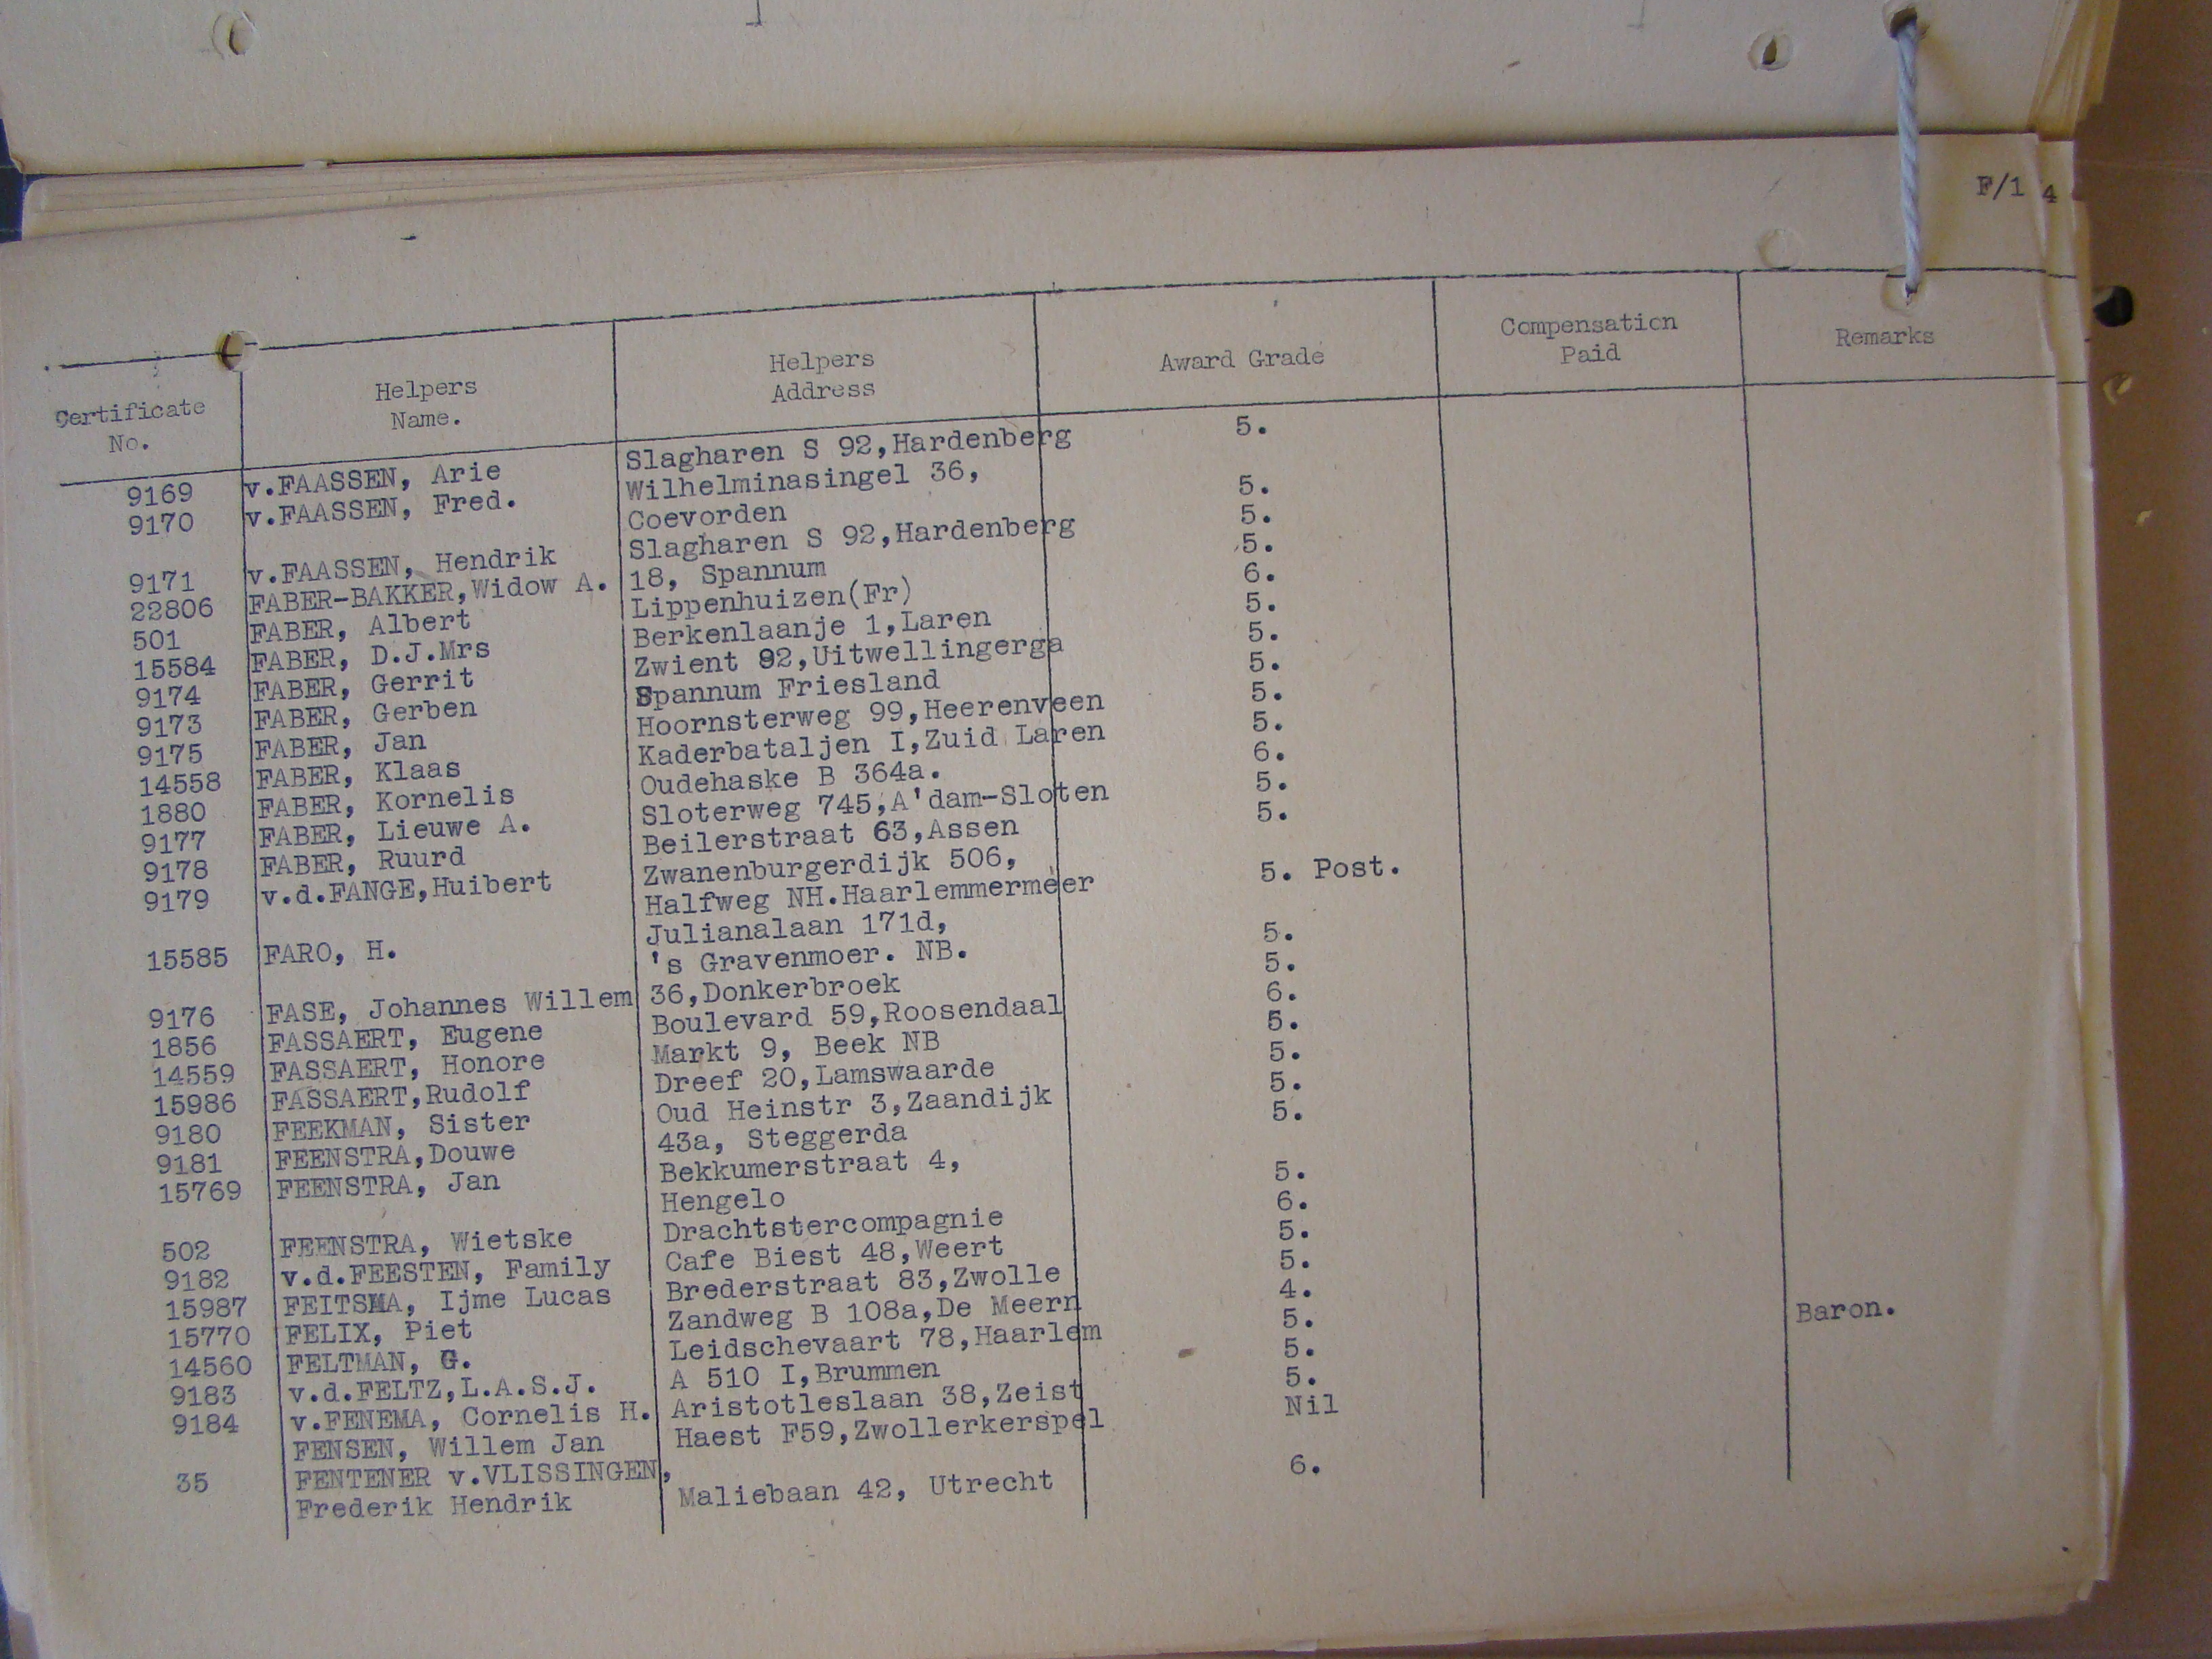 F/1 4
Certificate No. Helpers Name. Helpers Address Award Grade Compensation Paid Remarks
9169 v.FAASSEN, Arie Slagharen S 92,Hardenberg 5.
9170 v.FAASSEN, Fred. Wilhelminasingel 36,
Coevorden 5.
9171 v.FAASSEN, Hendrik Slagharen S 92,Hardenberg 5.
22806 FABER-BAKKER,Widow A. 18, Spannum 5.
501 FABER, Albert Lippenhuizen(Fr) 6.
15584 FABER, D.J.Mrs Berkenlaanje 1,Laren 5.
9174 FABER, Gerrit Zwient 92,Uitwellingerga 5.
9173 FABER, Gerben Spannum Friesland 5.
9175 FABER, Jan Hoornsterweg 99,Heerenveen 5.
14558 FABER, Klaas Kaderbataljen I,Zuid Laren 5.
1880 FABER, Kornelis Oudehaske B 364a. 6.
9177 FABER, Lieuwe A. Sloterweg 745,A'dam-Sloten 5.
9178 FABER, Ruurd Beilerstraat 63,Assen 5.
9179 v.d.FANGE,Huibert Zwanenburgerdijk 506,
Halfweg NH.Haarlemmermeer 5. Post.
15585 FARO, H. Julianalaan 171d,
's Gravenmoer. NB. 5.
9176 FASE, Johannes Willem 36,Donkerbroek 5.
1856 FASSAERT, Eugene Boulevard 59,Roosendaal 6.
14559 FASSAERT, Honore Markt 9, Beek NB 5.
15986 FASSAERT,Rudolf Dreef 20,Lamswaarde 5.
9180 FEEKMAN, Sister Oud Heinstr 3,Zaandijk 5.
9181 FEENSTRA,Douwe 43a, Steggerda 5.
15769 FEENSTRA, Jan Bekkumerstraat 4,
Hengelo 5.
502 FEENSTRA, Wietske Drachtstercompagnie 6.
9182 v.d.FEESTEN, Family Cafe Biest 48,Weert 5.
15987 FEITSMA, Ijme Lucas Brederstraat 83,Zwolle 5.
15770 FELIX, Piet Zandweg B 108a,De Meern 4.
14560 FELTMAN, G. Leidschevaart 78,Haarlem 5.
9183 v.d.FELTZ,L.A.S.J. A 510 I,Brummen 5. Baron.
9184 v.FENEMA, Cornelis H. Aristotleslaan 38,Zeist 5.
FENSEN, Willem Jan Haest F59,Zwollerkerspel Nil
35 FENTENER v.VLISSINGEN,
Frederik Hendrik Maliebaan 42, Utrecht 6.